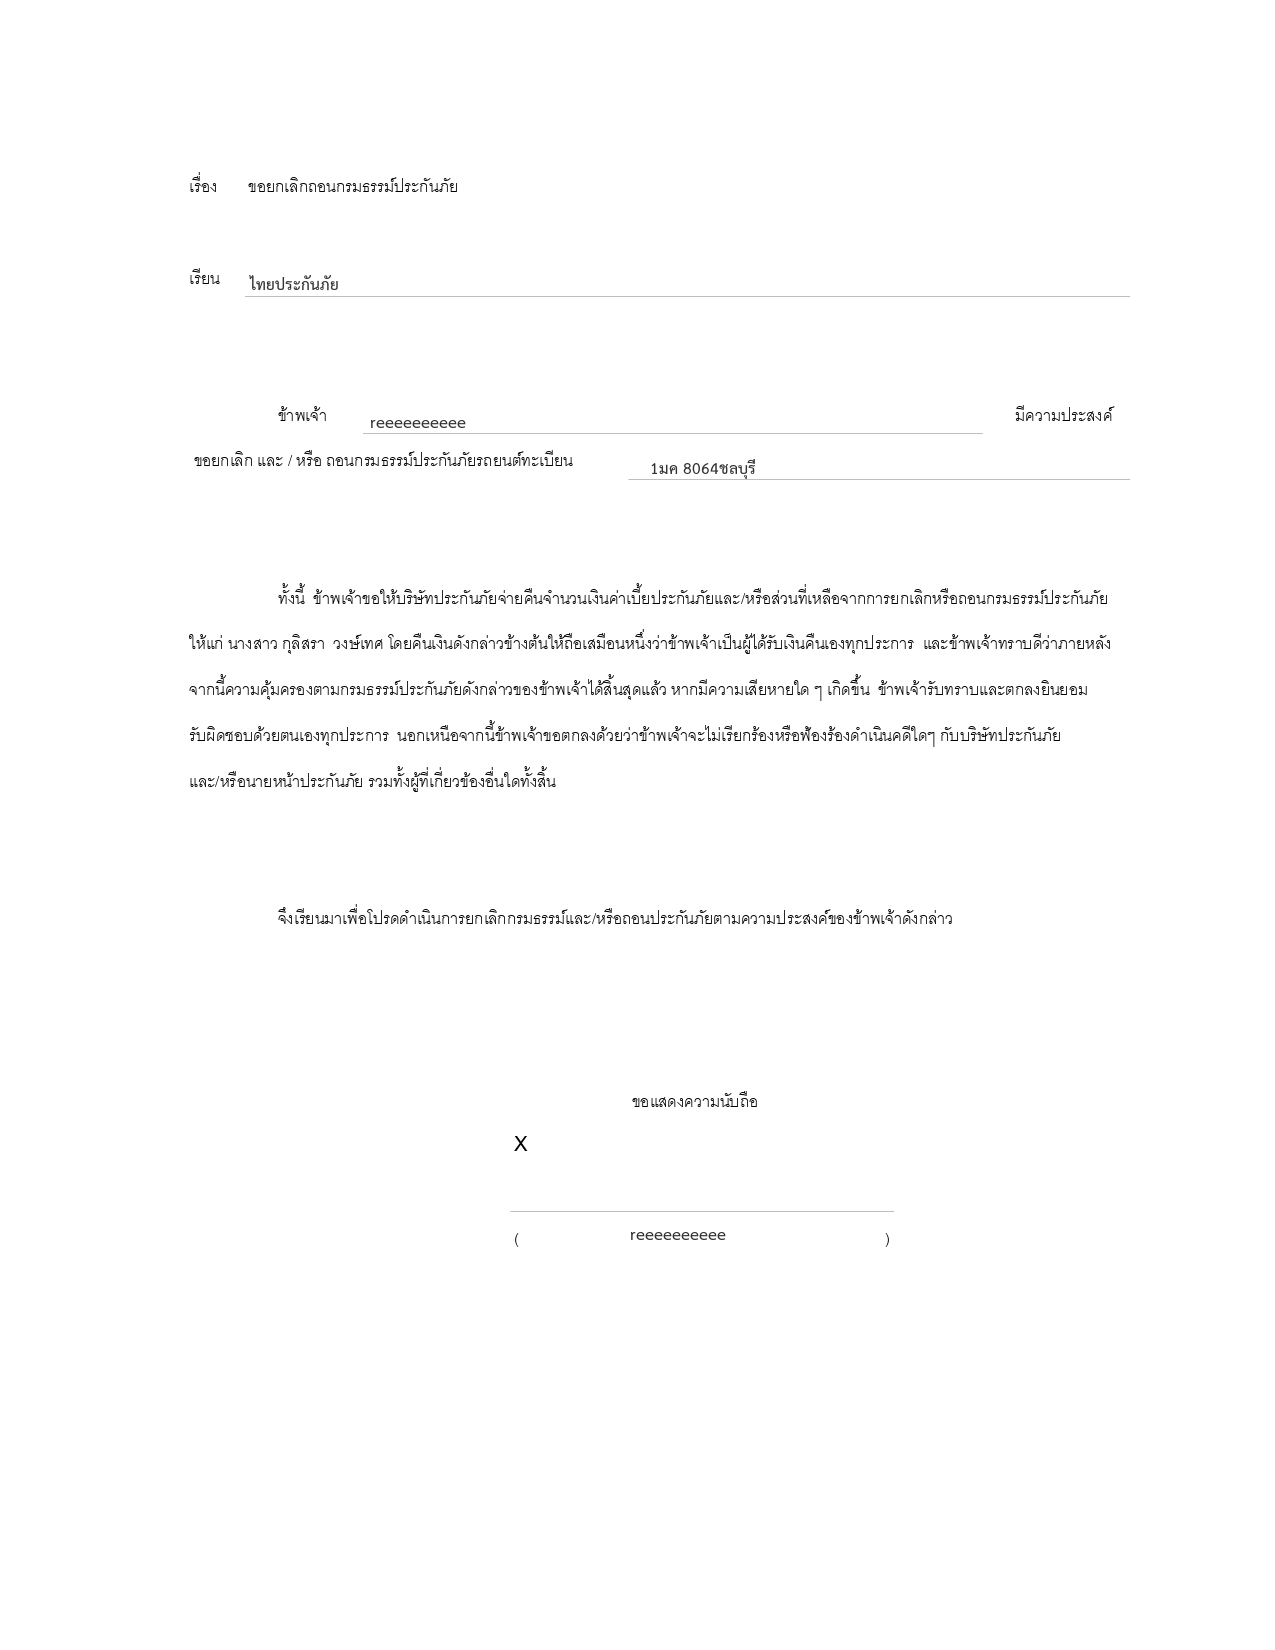 เรื่อง ขอยกเลิกถอนกรมธรรม์ประกันภัย
เรียน ไทยประกันภัย
ข้าพเจ้า reeeeeeeeee มีความประสงค์
ขอยกเลิก และ / หรือ ถอนกรมธรรม์ประกันภัยรถยนต์ทะเบียน 1มค 8064ชลบุรี
ทั้งนี้ ข้าพเจ้าขอให้บริษัทประกันภัยจ่ายคืนจำนวนเงินค่าเบี้ยประกันภัยและ/หรือส่วนที่เหลือจากการยกเลิกหรือถอนกรมธรรม์ประกันภัย
ให้แก่ นางสาว กุลิสรา วงษ์เทศ โดยคืนเงินดังกล่าวข้างต้นให้ถือเสมือนหนึ่งว่าข้าพเจ้าเป็นผู้ได้รับเงินคืนเองทุกประการ และข้าพเจ้าทราบดีว่าภายหลัง
จากนี้ความคุ้มครองตามกรมธรรม์ประกันภัยดังกล่าวของข้าพเจ้าได้สิ้นสุดแล้ว หากมีความเสียหายใด ๆ เกิดขึ้น ข้าพเจ้ารับทราบและตกลงยินยอม
รับผิดชอบด้วยตนเองทุกประการ นอกเหนือจากนี้ข้าพเจ้าขอตกลงด้วยว่าข้าพเจ้าจะไม่เรียกร้องหรือฟ้องร้องดำเนินคดีใดๆ กับบริษัทประกันภัย
และ/หรือนายหน้าประกันภัย รวมทั้งผู้ที่เกี่ยวข้องอื่นใดทั้งสิ้น
จึงเรียนมาเพื่อโปรดดำเนินการยกเลิกกรมธรรม์และ/หรือถอนประกันภัยตามความประสงค์ของข้าพเจ้าดังกล่าว
ขอแสดงความนับถือ
X
( reeeeeeeeee )